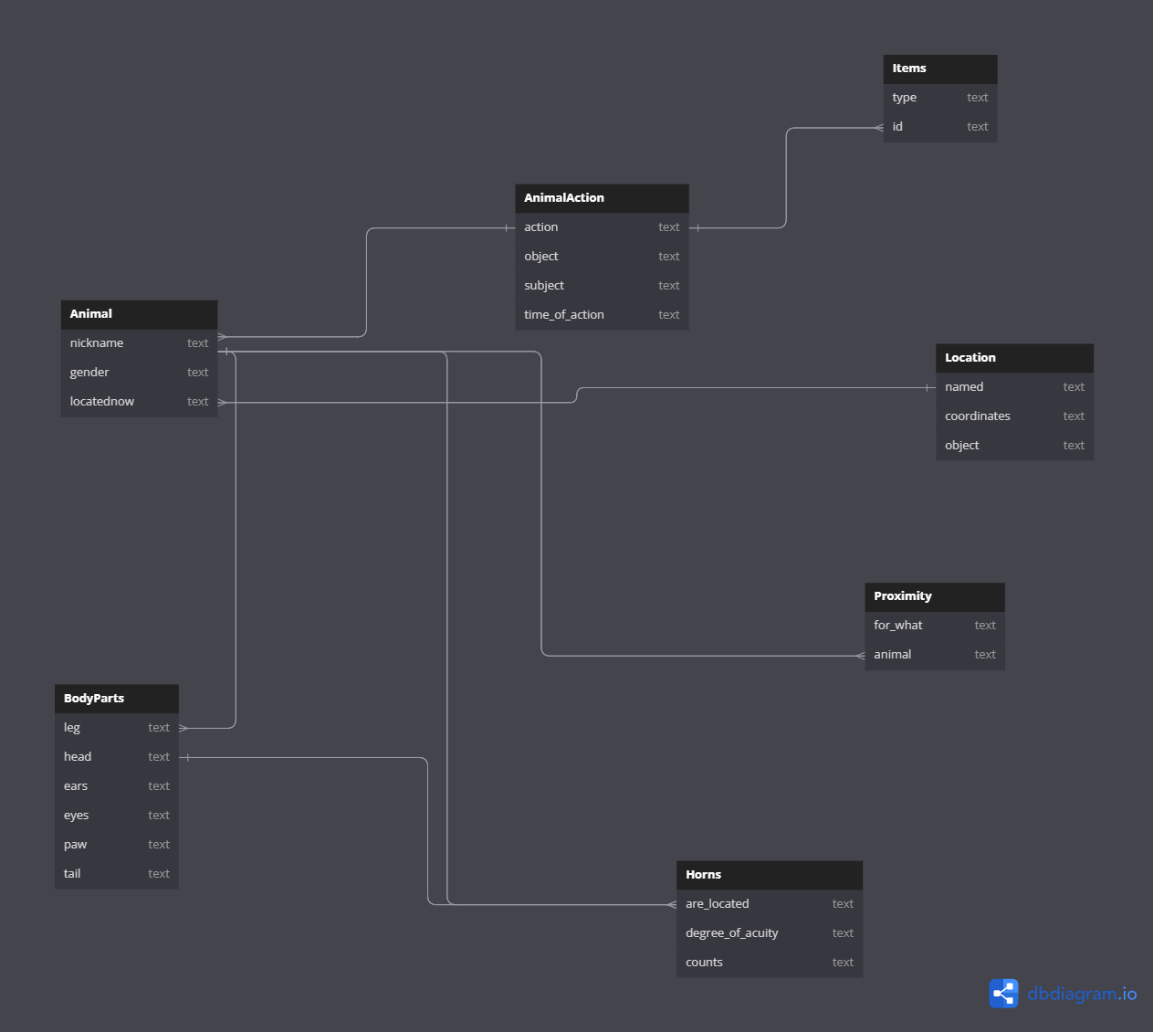 Items
type text
id text
AnimalAction
action text
object text
subject text
time_of_action text
Animal
nickname text
gender text
locatednow text
Location
named text
coordinates text
object text
Proximity
for_what text
animal text
BodyParts
leg text
head text
ears text
eyes text
paw text
tail text
Horns
are_located text
degree_of_acuity text
counts text
dbdiagram.io